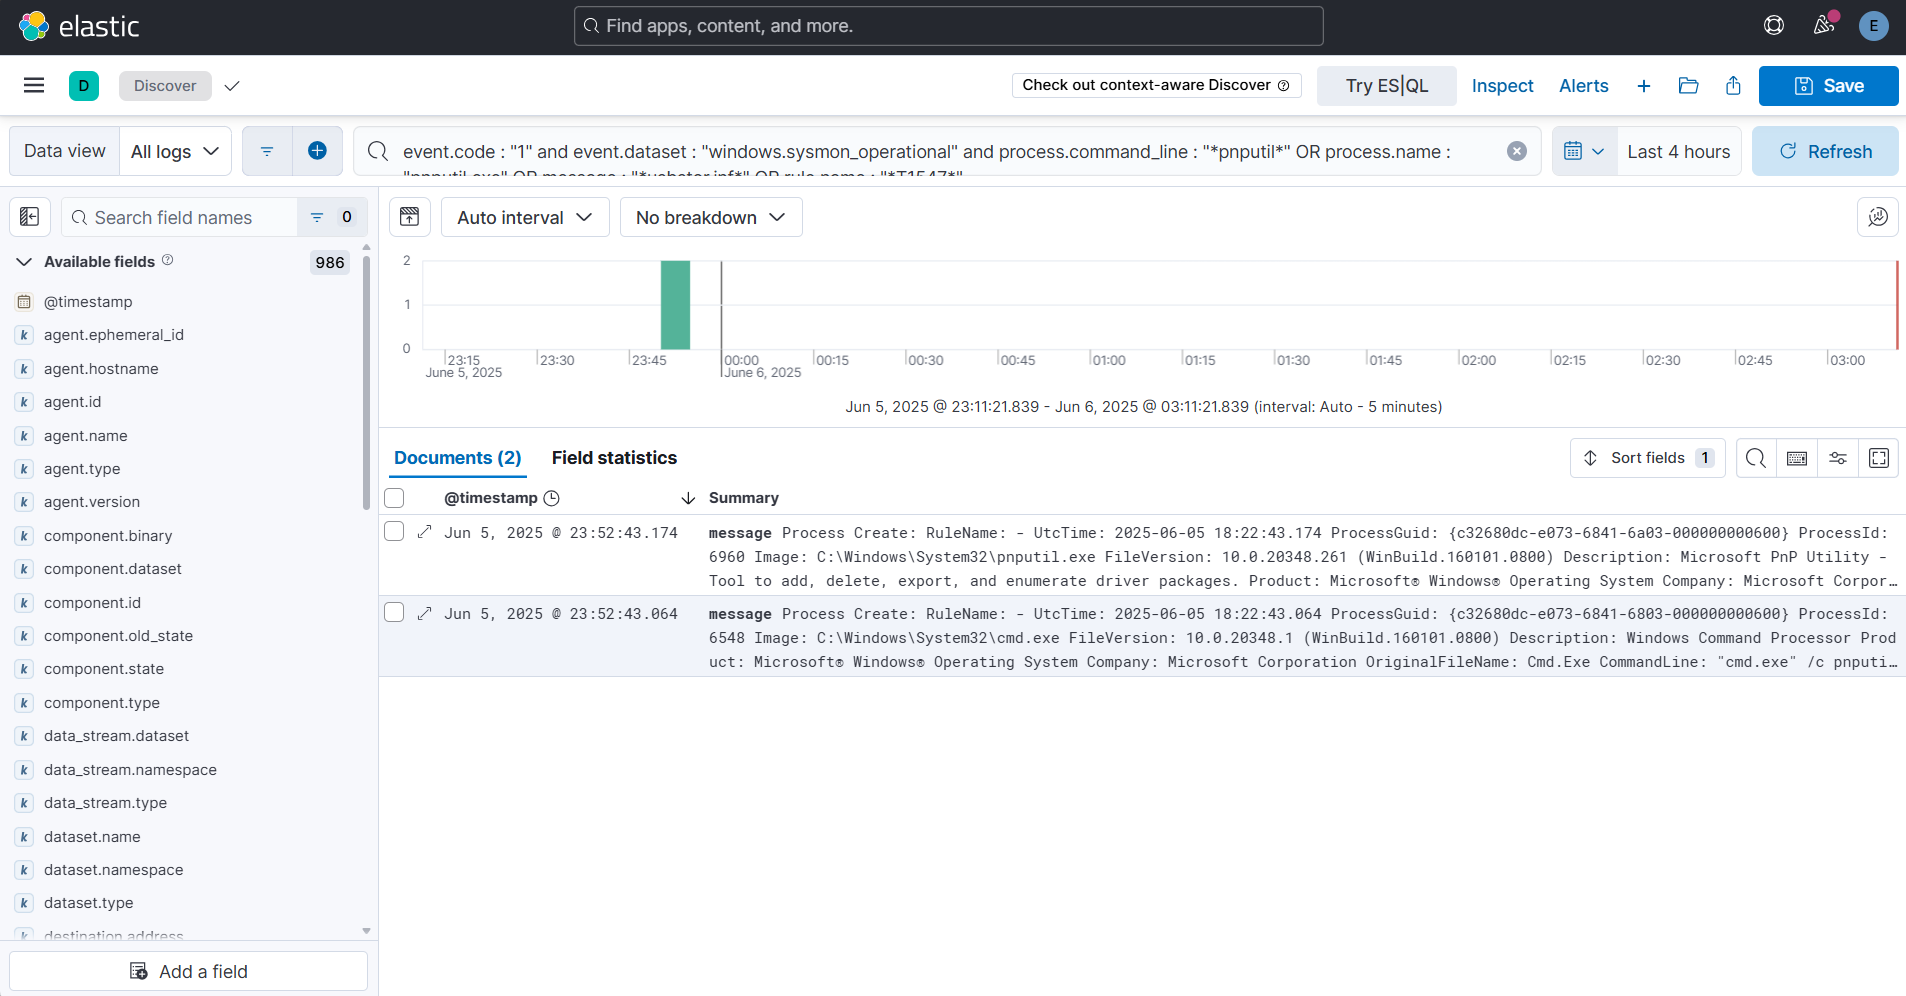 elastic
Find apps, content, and more.
E
D
Discover
Check out context-aware Discover
Try ES|QL
Inspect
Alerts
Save
Data view
All logs
event.code : "1" and event.dataset : "windows.sysmon_operational" and process.command_line : "*pnputil*" OR process.name :
"pnputil.exe" OR message : "*usbstor.inf*" OR rule.name : "*T1547*"
Last 4 hours
Refresh
Search field names
0
Auto interval
No breakdown
Available fields
986
@timestamp
k agent.ephemeral_id
k agent.hostname
k agent.id
k agent.name
k agent.type
k agent.version
k component.binary
k component.dataset
k component.id
k component.old_state
k component.state
k component.type
k data_stream.dataset
k data_stream.namespace
k data_stream.type
k dataset.name
k dataset.namespace
k dataset.type
k destination.address
Add a field
2
1
0
23:15 23:30 23:45 00:00 00:15 00:30 00:45 01:00 01:15 01:30 01:45 02:00 02:15 02:30 02:45 03:00
June 5, 2025 June 6, 2025
Jun 5, 2025 @ 23:11:21.839 - Jun 6, 2025 @ 03:11:21.839 (interval: Auto - 5 minutes)
Documents (2)
Field statistics
Sort fields 1
@timestamp
Summary
Jun 5, 2025 @ 23:52:43.174
message Process Create: RuleName: - UtcTime: 2025-06-05 18:22:43.174 ProcessGuid: {c32680dc-e073-6841-6a03-000000000600} ProcessId:
6960 Image: C:\Windows\System32\pnputil.exe FileVersion: 10.0.20348.261 (WinBuild.160101.0800) Description: Microsoft PnP Utility -
Tool to add, delete, export, and enumerate driver packages. Product: Microsoft® Windows® Operating System Company: Microsoft Corpor…
Jun 5, 2025 @ 23:52:43.064
message Process Create: RuleName: - UtcTime: 2025-06-05 18:22:43.064 ProcessGuid: {c32680dc-e073-6841-6803-000000000600} ProcessId:
6548 Image: C:\Windows\System32\cmd.exe FileVersion: 10.0.20348.1 (WinBuild.160101.0800) Description: Windows Command Processor Prod
uct: Microsoft® Windows® Operating System Company: Microsoft Corporation OriginalFileName: Cmd.Exe CommandLine: "cmd.exe" /c pnputi…